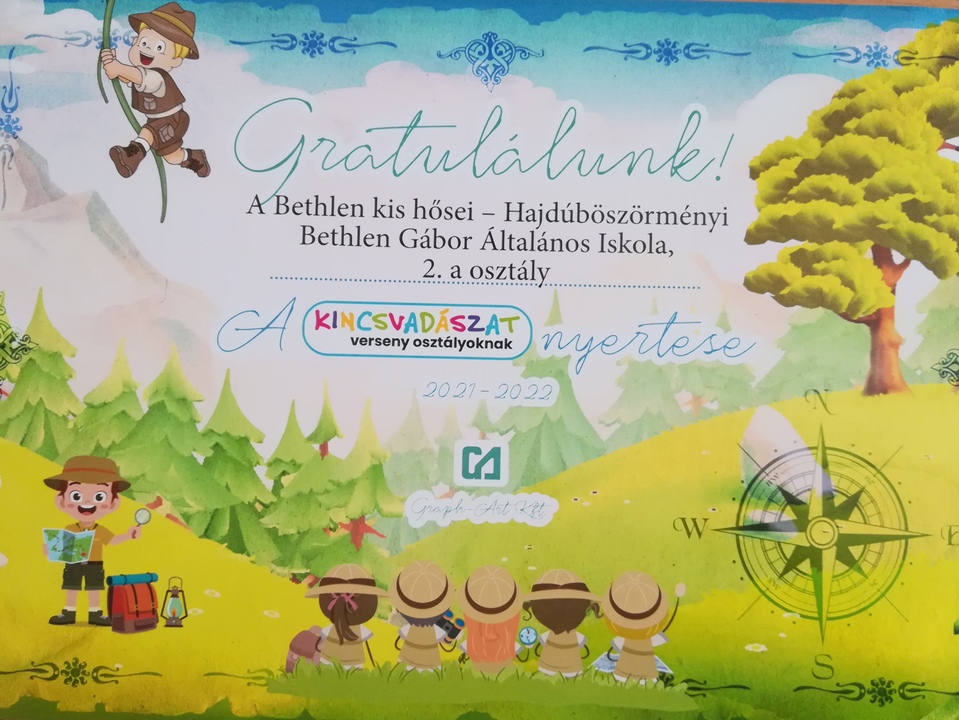 Gratulálunk!
A Bethlen kis hősei – Hajdúböszörményi
Bethlen Gábor Általános Iskola,
2. a osztály
A KINCSVADÁSZAT nyertese
verseny osztályoknak
2021-2022
GA
Graph-Art Kft
N
W
E
S